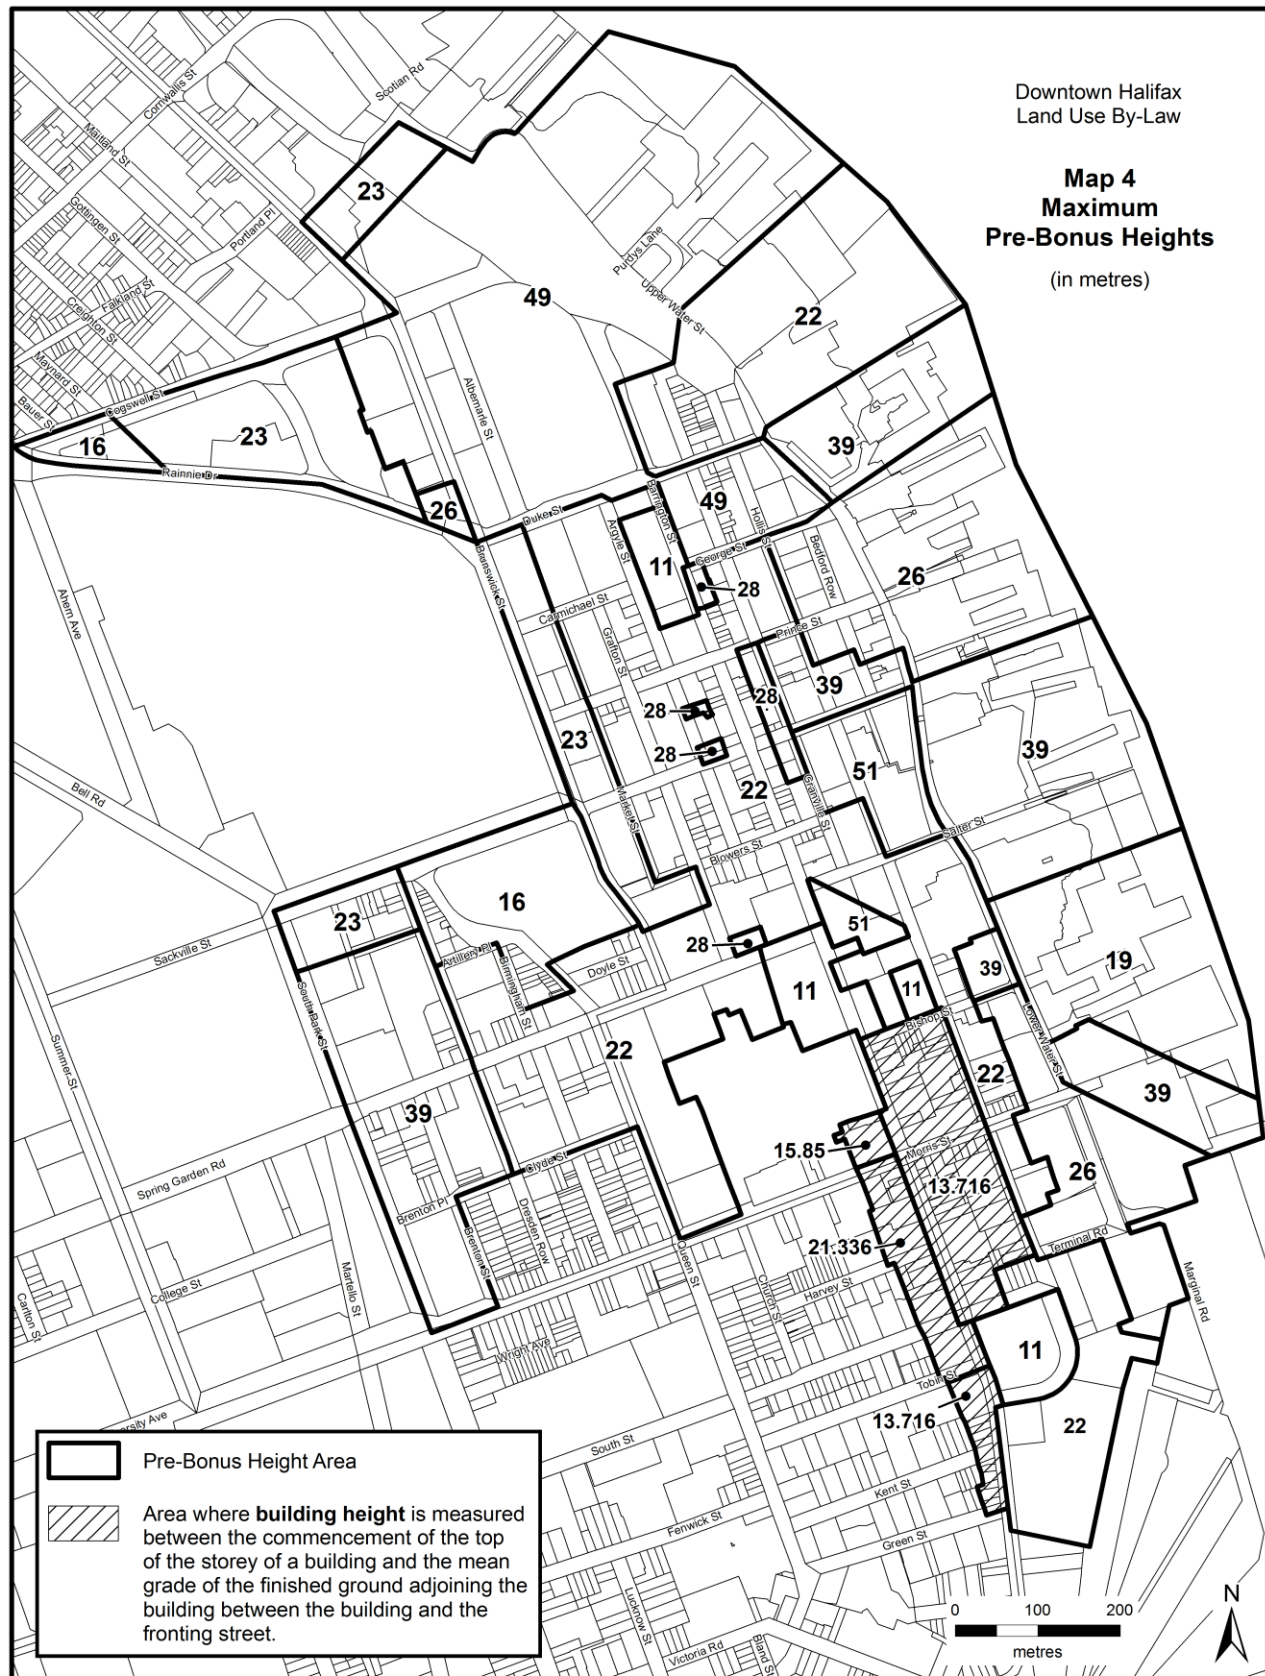 Downtown Halifax
Land Use By-Law
Map 4
Maximum
Pre-Bonus Heights
(in metres)
Scotian Rd
Cornwallis St
Maitland St
Gottingen St
Portland Pl
Falkland St
Creighton St
Maynard St
Bauer St
Cogswell St
Rainnie Dr
Purdys Lane
Upper Water St
Albemarle St
23
49
22
39
16
23
26
Duke St
Barrington St
49
Hollis St
Argyle St
George St
Bedford Row
11
28
26
Brunswick St
Ahern Ave
Carmichael St
Grafton St
Prince St
28
39
28
28
23
22
51
39
Bell Rd
Market St
Granville St
Blowers St
Salter St
16
23
51
28
Sackville St
Artillery Pl
Birmingham St
Doyle St
South Park St
11
11
39
19
Bishop St
Lower Water St
Summer St
22
22
39
39
15.85
Morris St
13.716
26
Clyde St
Spring Garden Rd
Brenton Pl
Dresden Row
Brenton St
21.336
Terminal Rd
Queen St
Church St
Harvey St
Marginal Rd
College St
Martello St
Carlton St
Wright Ave
11
Tobin St
13.716
22
ersity Ave
South St
Kent St
Fenwick St
Green St
Lucknow St
Victoria Rd
Bland St
Pre-Bonus Height Area
Area where building height is measured
between the commencement of the top
of the storey of a building and the mean
grade of the finished ground adjoining the
building between the building and the
fronting street.
N
0 100 200
metres